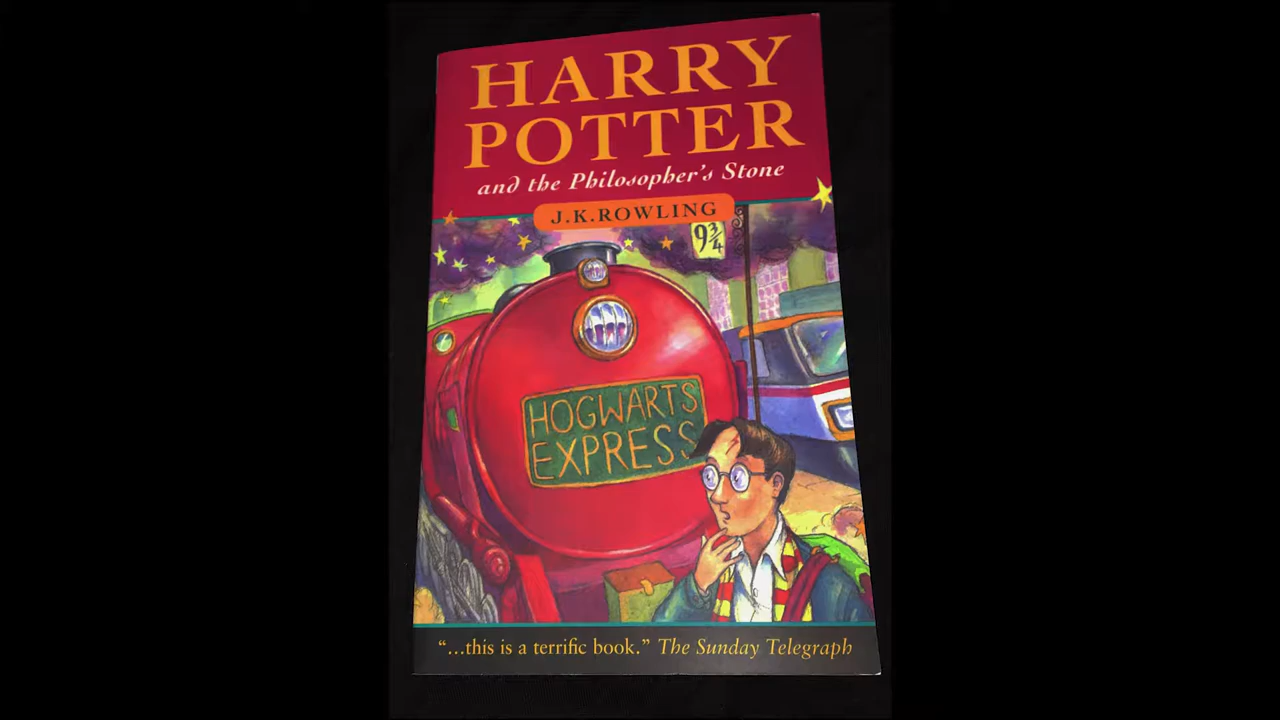 HARRY
POTTER
and the Philosopher's Stone
J.K.ROWLING
9¾
HOGWARTS
EXPRESS
“...this is a terrific book.” The Sunday Telegraph